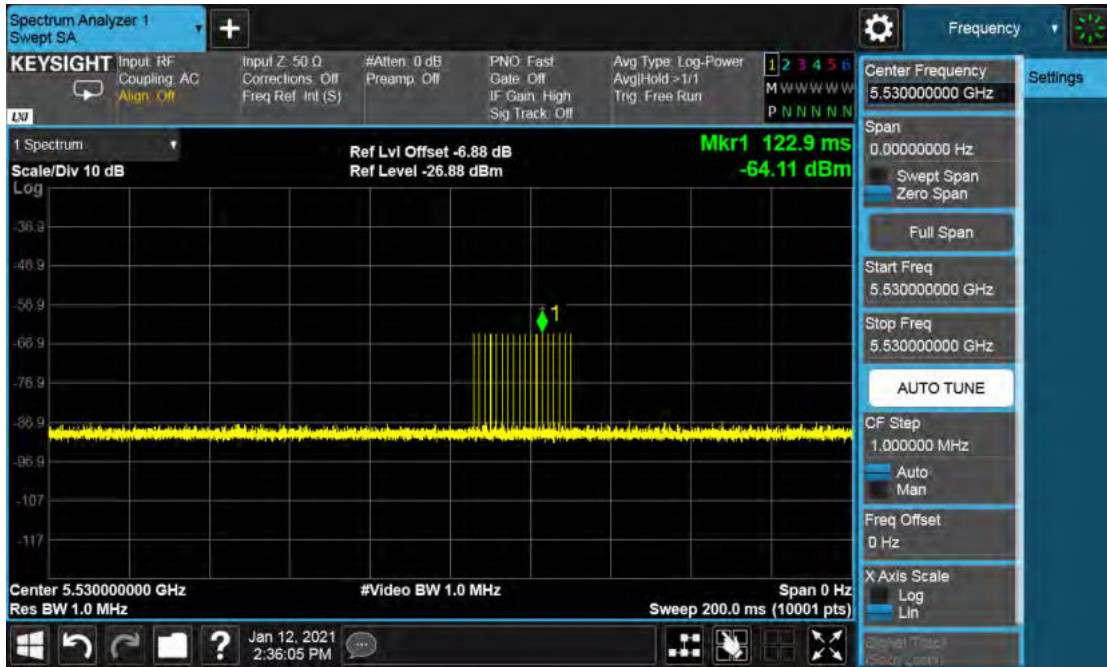 Spectrum Analyzer 1
Swept SA
+
Frequency
KEYSIGHT
LXI
Input: RF
Coupling: AC
Align: Off
Input Z: 50 Ω
Corrections: Off
Freq Ref: Int (S)
#Atten: 0 dB
Preamp: Off
PNO: Fast
Gate: Off
IF Gain: High
Sig Track: Off
Avg Type: Log-Power
Avg|Hold >1/1
Trig: Free Run
1 2 3 4 5 6
M W W W W W
P N N N N N
Center Frequency
5.530000000 GHz
Settings
1 Spectrum
Scale/Div 10 dB
Log
Ref Lvl Offset -6.88 dB
Ref Level -26.88 dBm
Mkr1 122.9 ms
-64.11 dBm
Span
0.00000000 Hz
Swept Span
Zero Span
Full Span
Start Freq
5.530000000 GHz
Stop Freq
5.530000000 GHz
AUTO TUNE
CF Step
1.000000 MHz
Auto
Man
Freq Offset
0 Hz
X Axis Scale
Log
Lin
Signal Track
(Span Zoom)
-36.9
-46.9
-56.9
1
-66.9
-76.9
-86.9
-96.9
-107
-117
Center 5.530000000 GHz
Res BW 1.0 MHz
#Video BW 1.0 MHz
Span 0 Hz
Sweep 200.0 ms (10001 pts)
?
Jan 12, 2021
2:36:05 PM